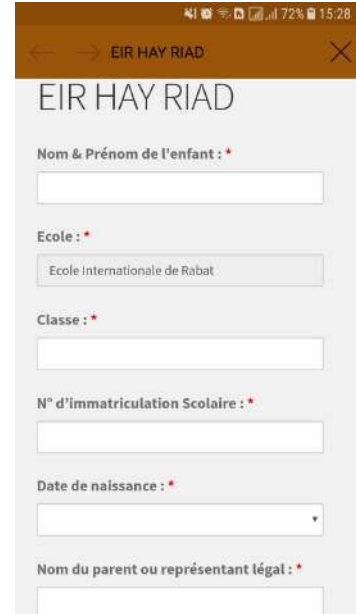 72% 15:28
EIR HAY RIAD
EIR HAY RIAD
Nom & Prénom de l'enfant : *
Ecole : *
Ecole Internationale de Rabat
Classe : *
N° d'immatriculation Scolaire : *
Date de naissance : *
Nom du parent ou représentant légal : *